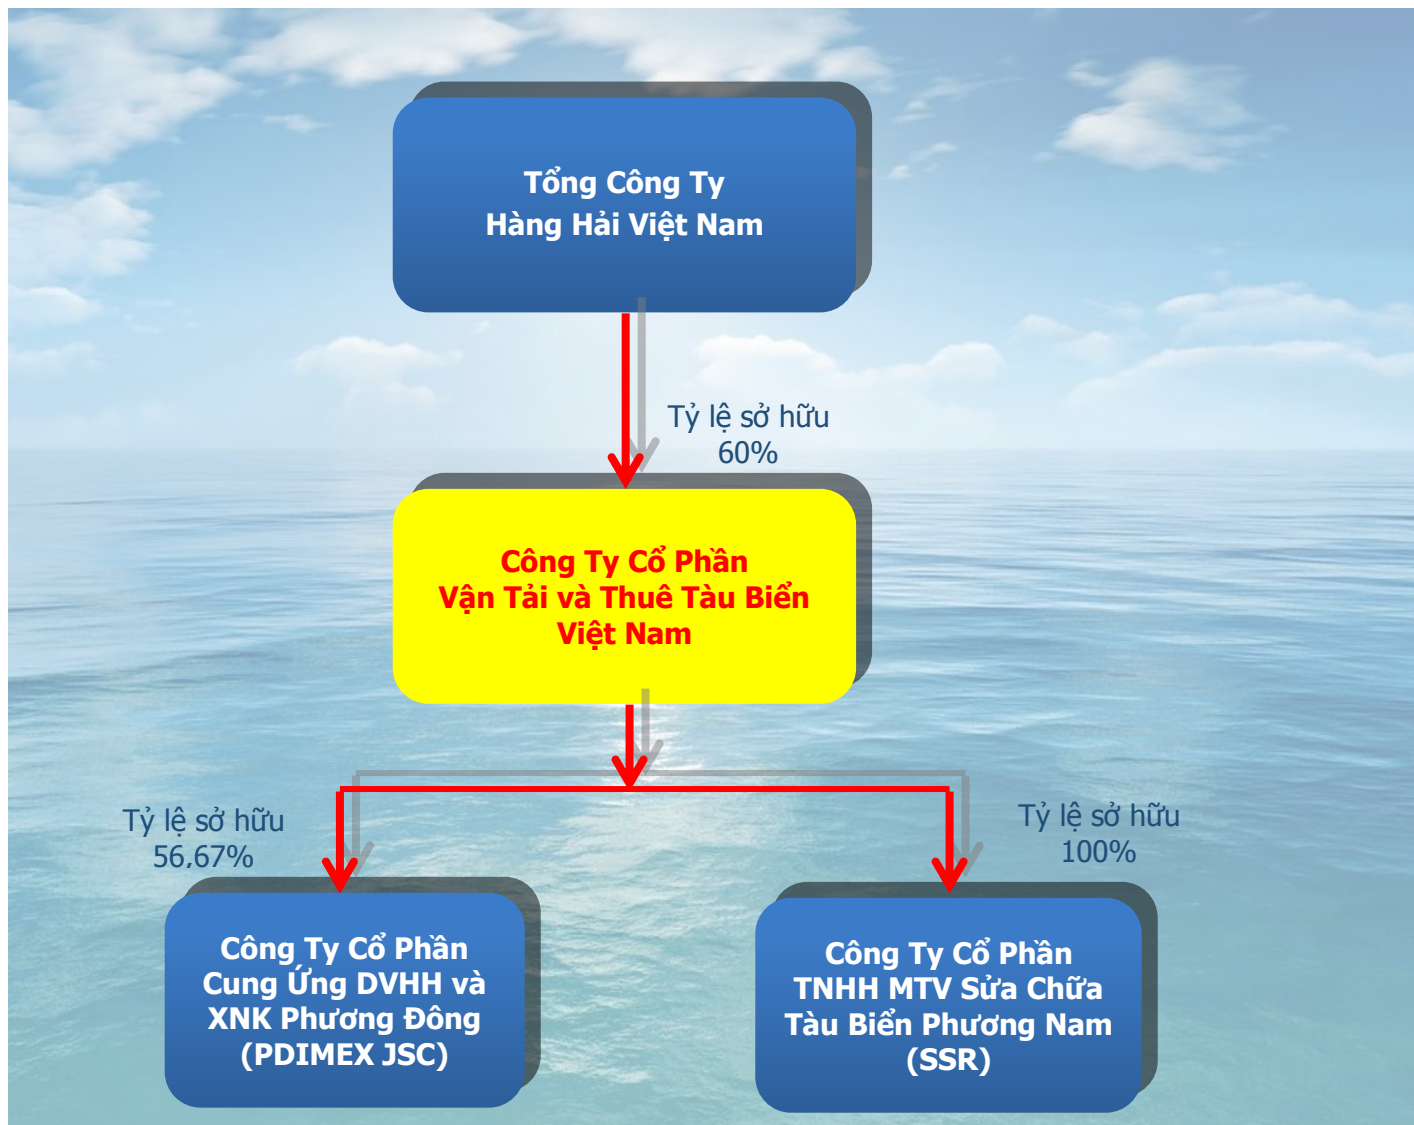 Tổng Công Ty
Hàng Hải Việt Nam
Tỷ lệ sở hữu
60%
Công Ty Cổ Phần
Vận Tải và Thuê Tàu Biển
Việt Nam
Tỷ lệ sở hữu
56,67%
Tỷ lệ sở hữu
100%
Công Ty Cổ Phần
Cung Ứng DVHH và
XNK Phương Đông
(PDIMEX JSC)
Công Ty Cổ Phần
TNHH MTV Sửa Chữa
Tàu Biển Phương Nam
(SSR)